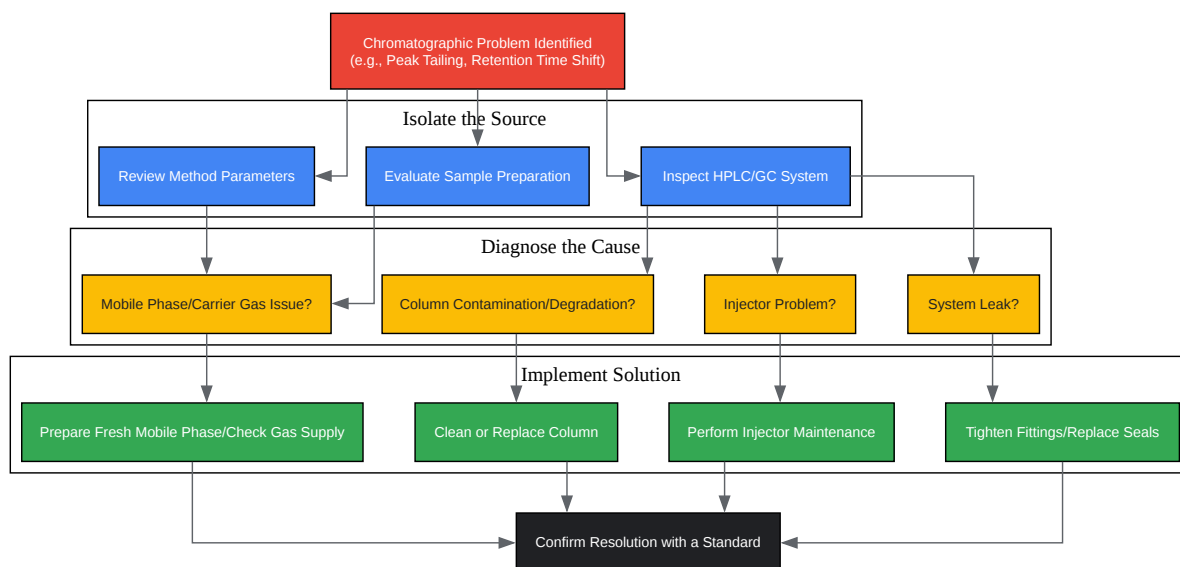 Chromatographic Problem Identified
(e.g., Peak Tailing, Retention Time Shift)
Isolate the Source
Review Method Parameters
Evaluate Sample Preparation
Inspect HPLC/GC System
Diagnose the Cause
Mobile Phase/Carrier Gas Issue?
Column Contamination/Degradation?
Injector Problem?
System Leak?
Implement Solution
Prepare Fresh Mobile Phase/Check Gas Supply
Clean or Replace Column
Perform Injector Maintenance
Tighten Fittings/Replace Seals
Confirm Resolution with a Standard